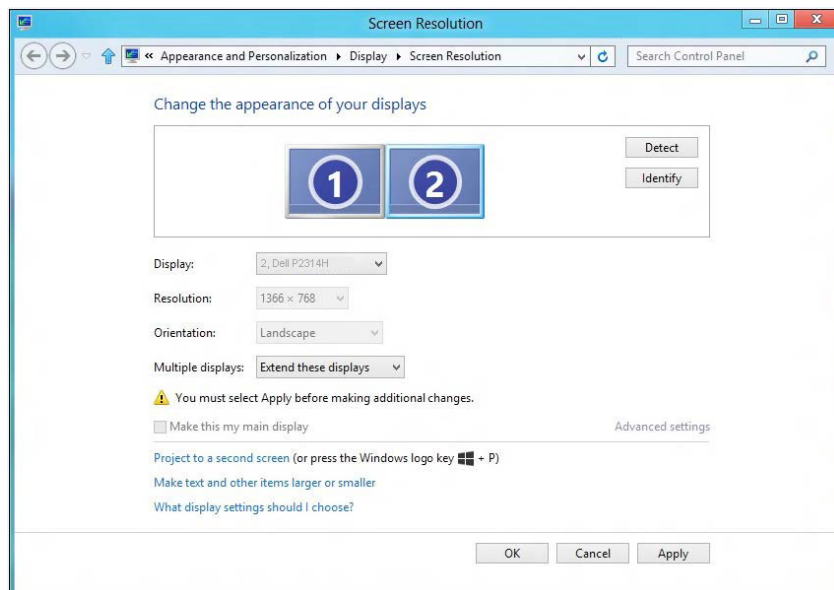 Screen Resolution
« Appearance and Personalization Display Screen Resolution Search Control Panel
Change the appearance of your displays
1 2
Detect
Identify
Display: 2, Dell P2314H
Resolution: 1366 × 768
Orientation: Landscape
Multiple displays: Extend these displays
You must select Apply before making additional changes.
Make this my main display Advanced settings
Project to a second screen (or press the Windows logo key + P)
Make text and other items larger or smaller
What display settings should I choose?
OK Cancel Apply